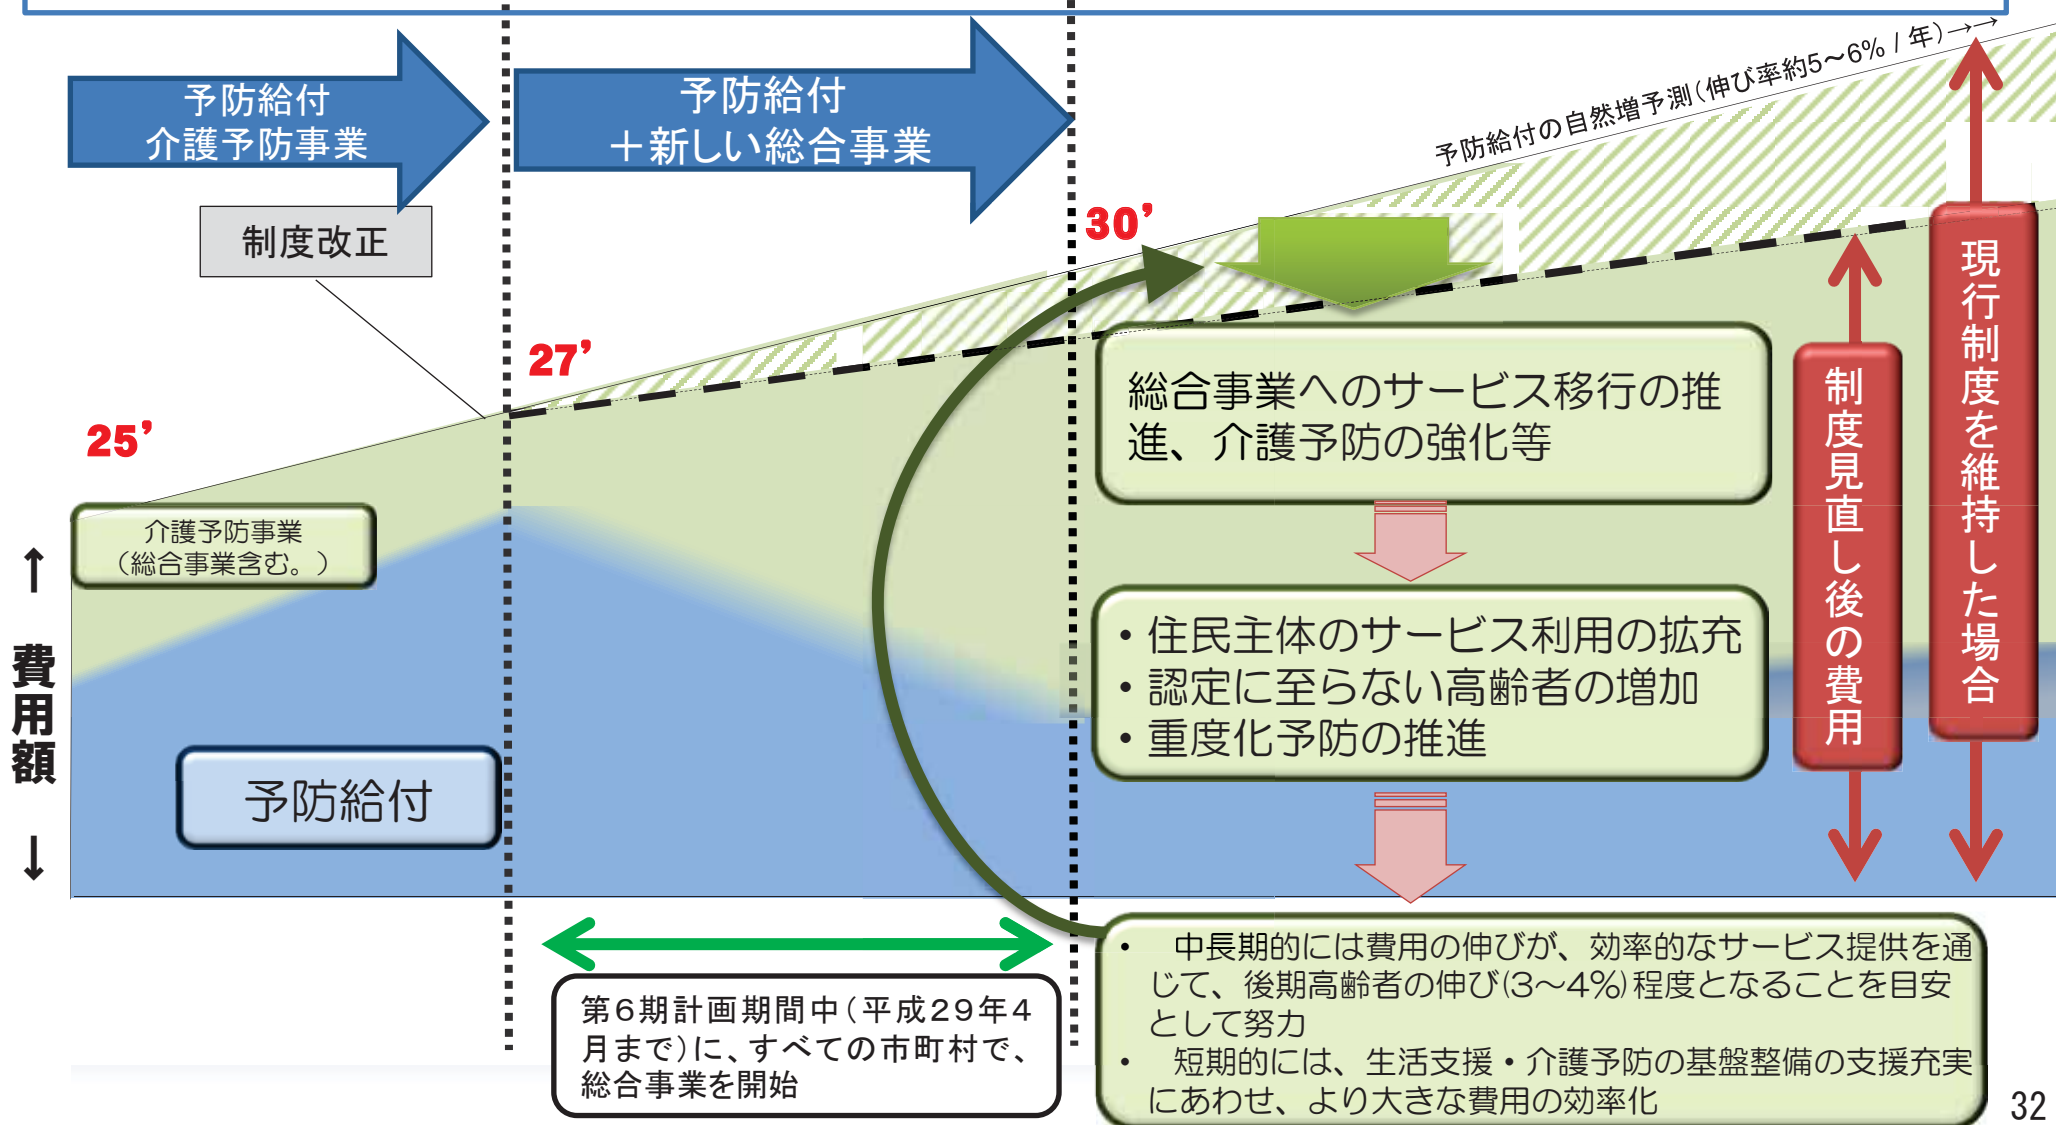 予防給付
介護予防事業
予防給付
＋新しい総合事業
予防給付の自然増予測（伸び率約5～6％ / 年）→→
制度改正
25’
27’
30’
総合事業へのサービス移行の推
進、介護予防の強化等
介護予防事業
（総合事業含む。）
・住民主体のサービス利用の拡充
・認定に至らない高齢者の増加
・重度化予防の推進
予防給付
制度見直し後の費用
現行制度を維持した場合
↑ 費用額 ↓
第6期計画期間中（平成29年4
月まで）に、すべての市町村で、
総合事業を開始
・ 中長期的には費用の伸びが、効率的なサービス提供を通
じて、後期高齢者の伸び(3～4％)程度となることを目安
として努力
・ 短期的には、生活支援・介護予防の基盤整備の支援充実
にあわせ、より大きな費用の効率化
32